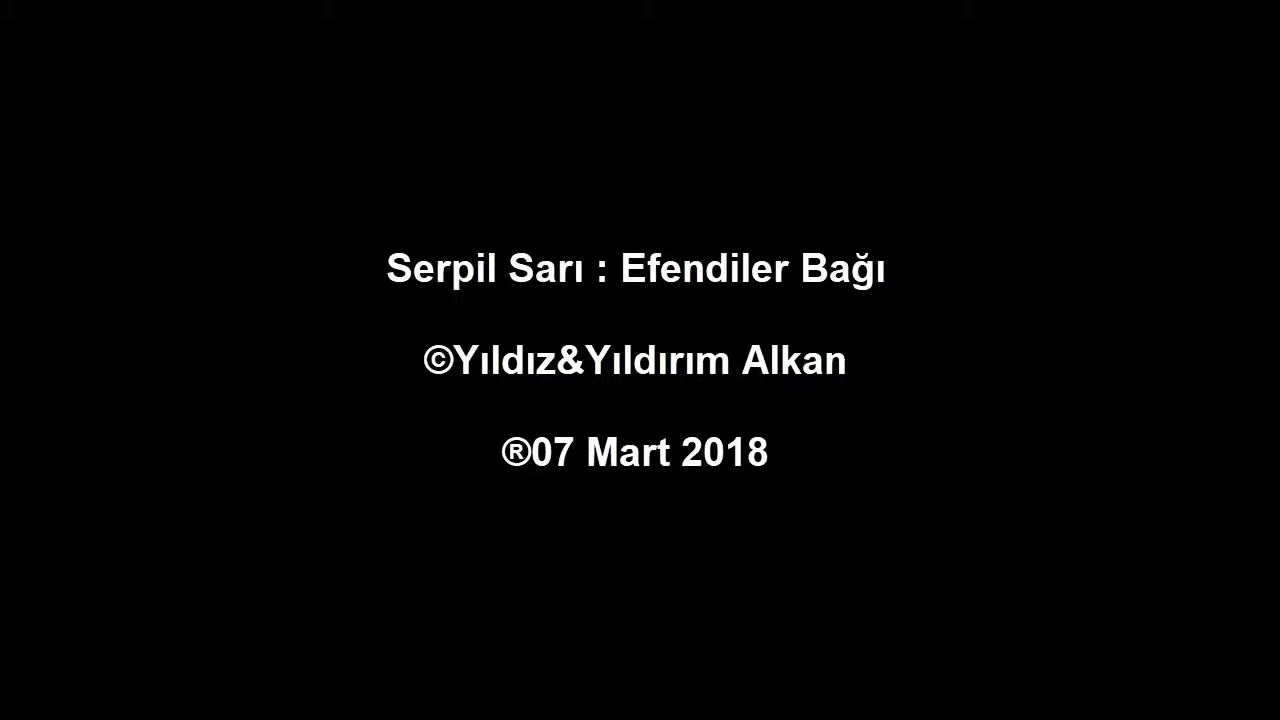 Serpil Sarı : Efendiler Bağı
©Yıldız&Yıldırım Alkan
®07 Mart 2018